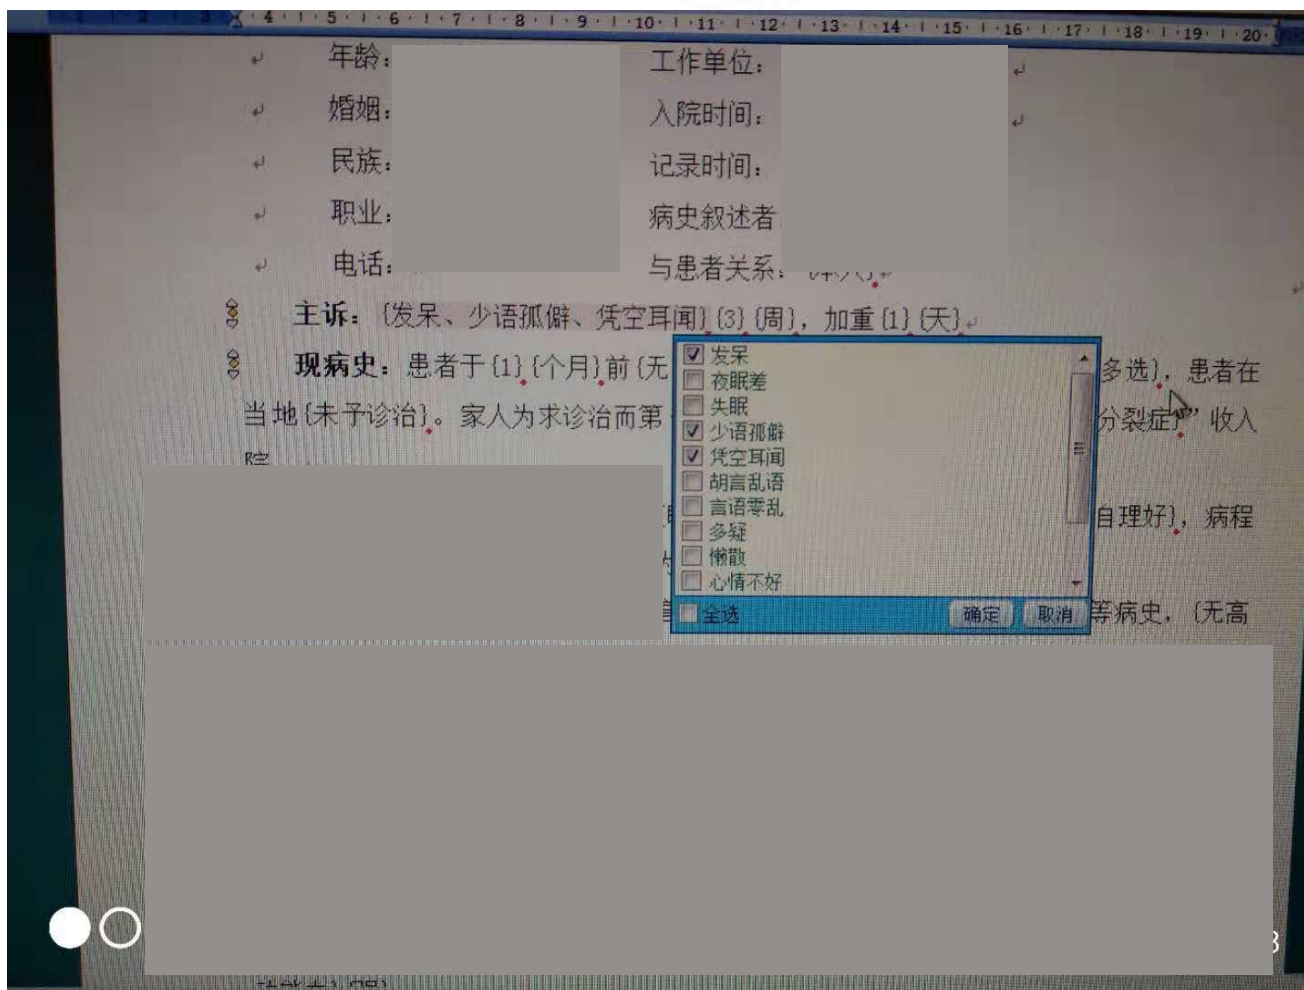 4 5 6 7 8 9 10 11 12 13 14 15 16 17 18 19 20
年龄： 工作单位：
婚姻： 入院时间：
民族： 记录时间：
职业： 病史叙述者
电话： 与患者关系：
主诉：{发呆、少语孤僻、凭空耳闻}{3}{周}，加重{1}{天}
现病史：患者于{1}{个月}前{无 多选}，患者在
当地{未予诊治}。家人为求诊治而第 分裂症}”收入
院
自理好}，病程
等病史，{无高
发呆
夜眠差
失眠
少语孤僻
凭空耳闻
胡言乱语
言语零乱
多疑
懒散
心情不好
全选 确定 取消